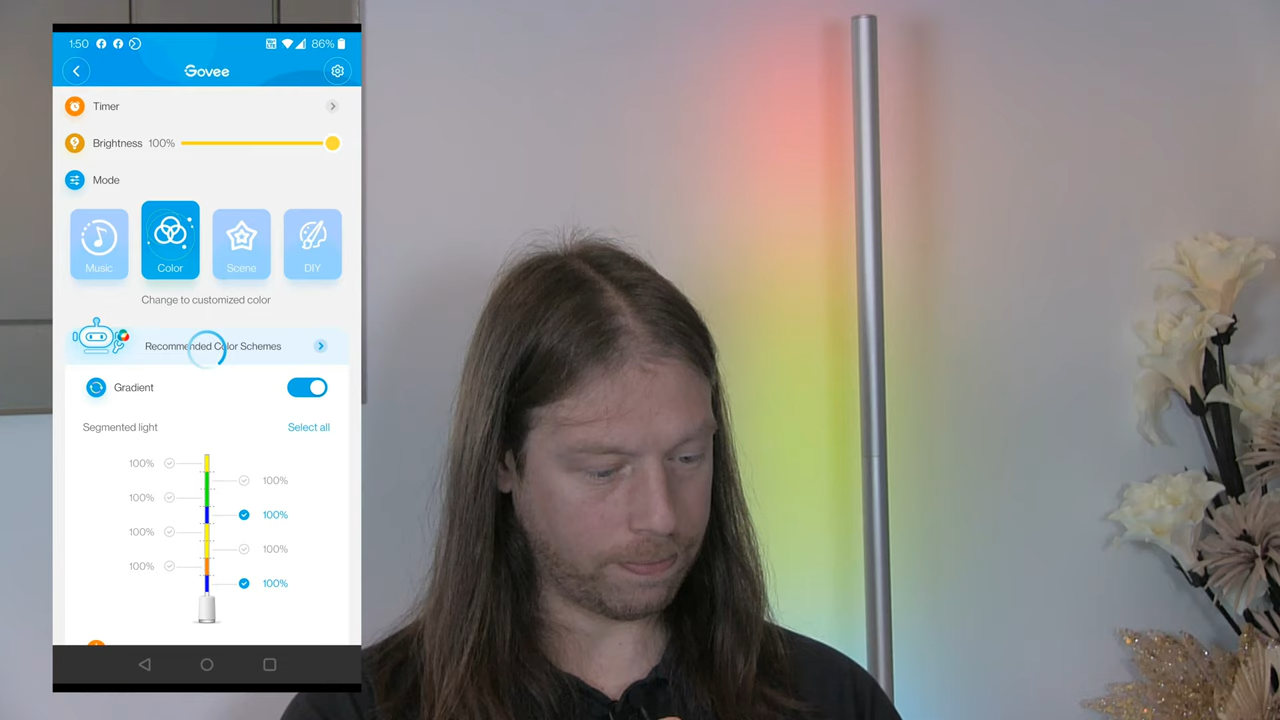 1:50 86%
Govee
Timer
Brightness 100%
Mode
Music Color Scene DIY
Change to customized color
Recommended Color Schemes
Gradient
Segmented light Select all
100%
100%
100%
100%
100%
100%
100%
100%